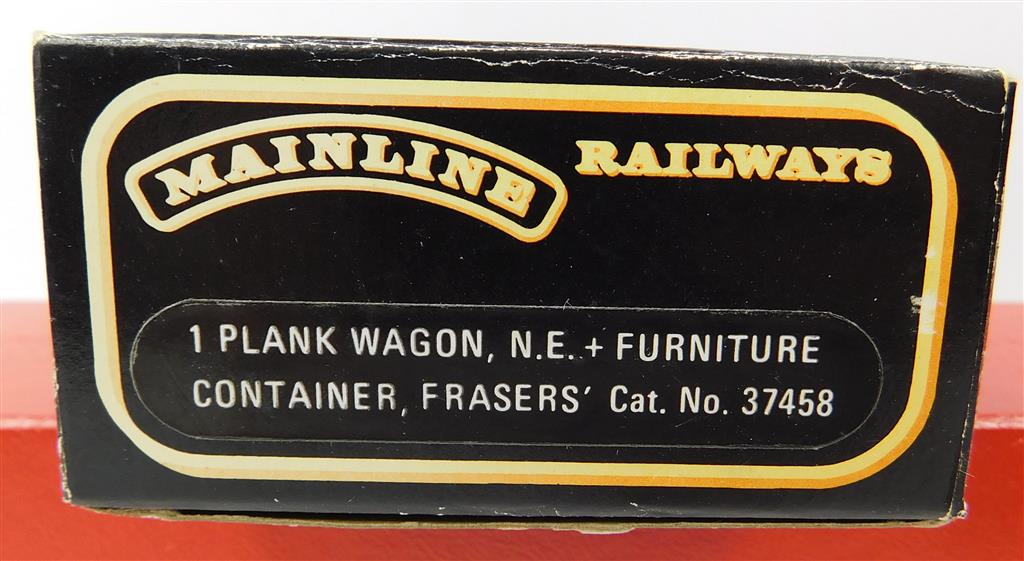 MAINLINE RAILWAYS
1 PLANK WAGON, N.E. + FURNITURE
CONTAINER, FRASERS' Cat. No. 37458